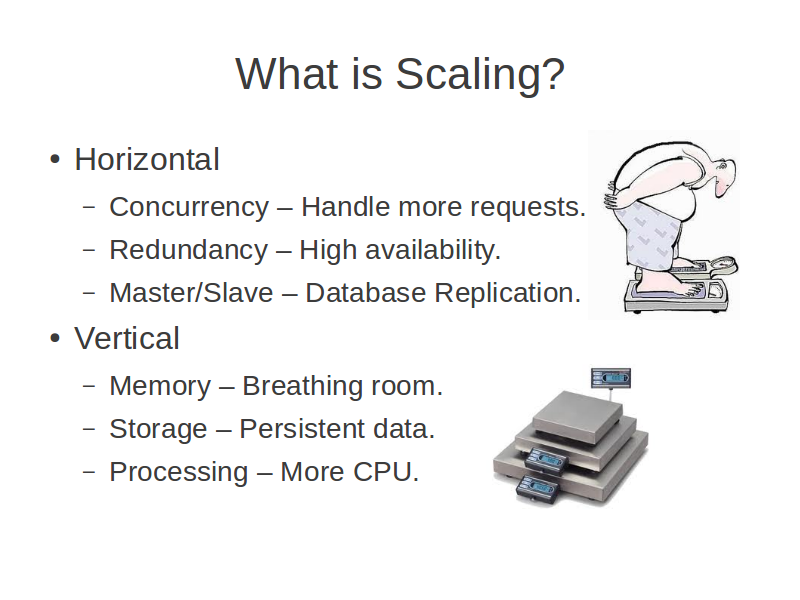 What is Scaling?
● Horizontal
– Concurrency – Handle more requests.
– Redundancy – High availability.
– Master/Slave – Database Replication.
● Vertical
– Memory – Breathing room.
– Storage – Persistent data.
– Processing – More CPU.